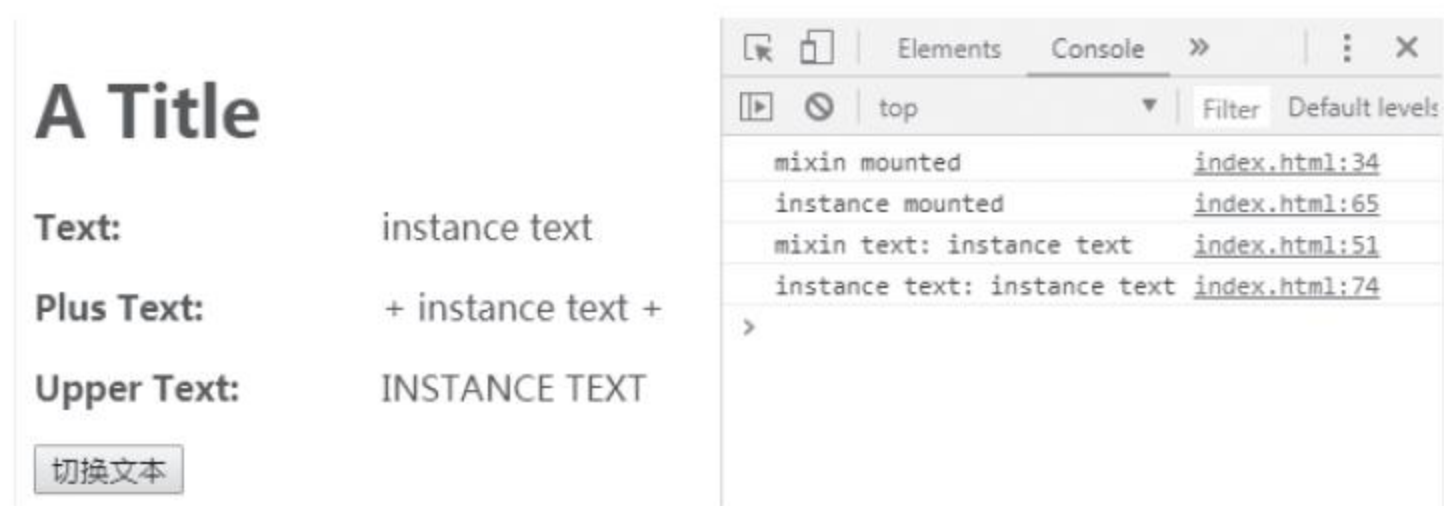 A Title
Text: instance text
Plus Text: + instance text +
Upper Text: INSTANCE TEXT
切换文本
Elements Console »
top ▼ Filter Default levels
mixin mounted index.html:34
instance mounted index.html:65
mixin text: instance text index.html:51
instance text: instance text index.html:74
>